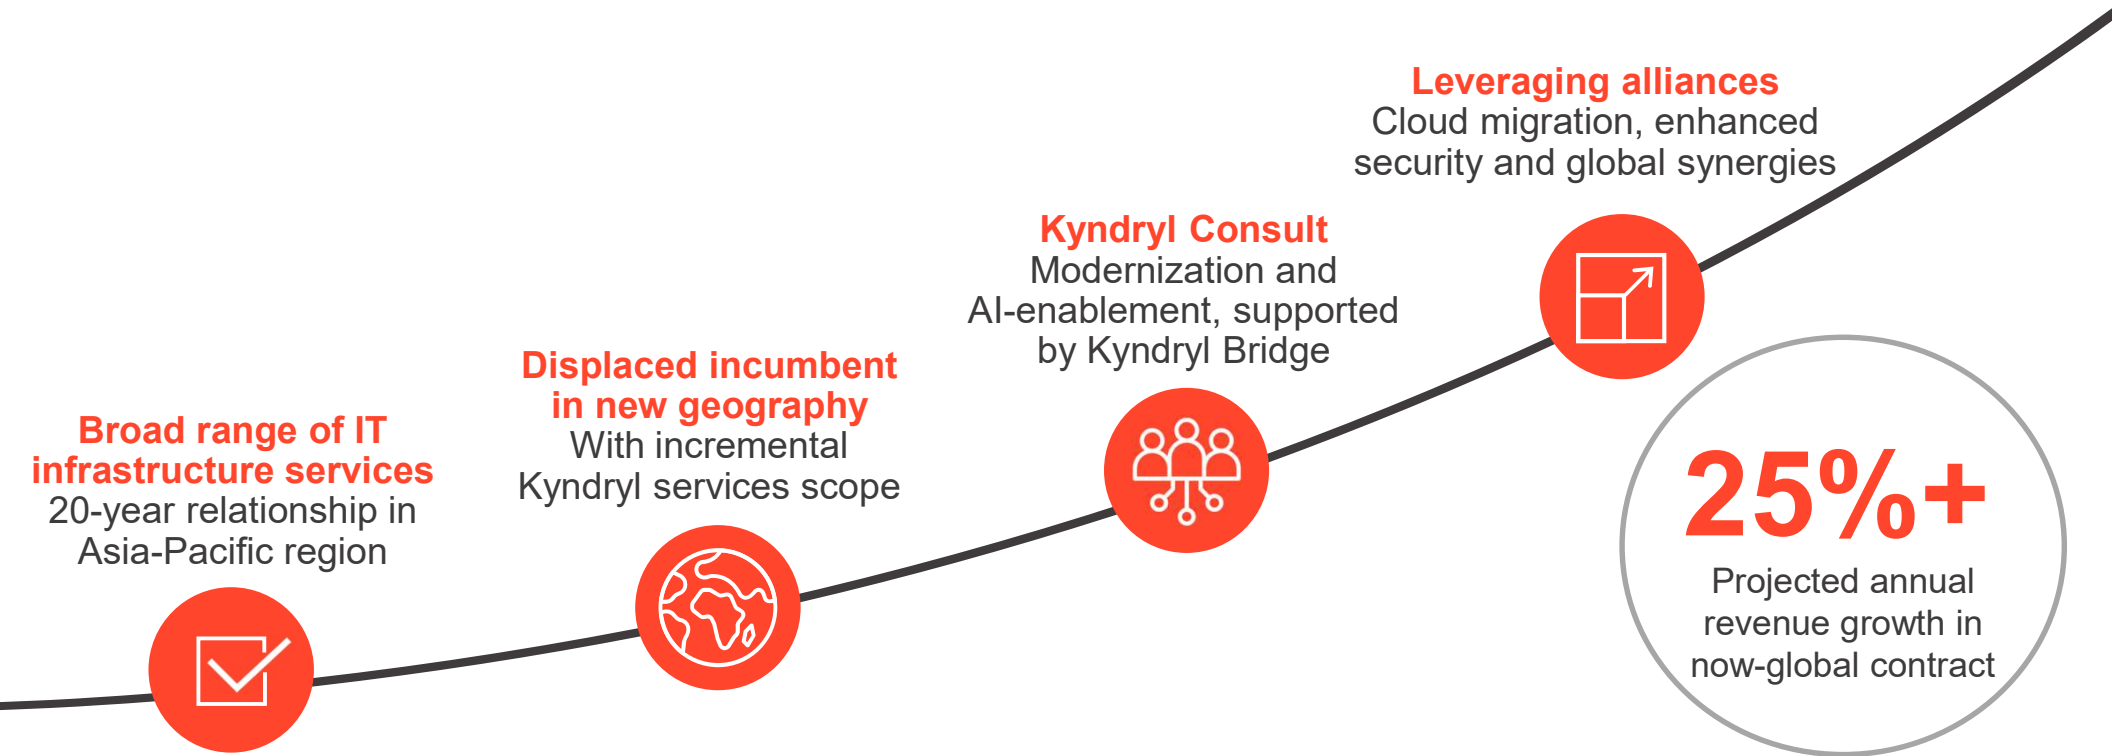 Broad range of IT
infrastructure services
20-year relationship in
Asia-Pacific region
Displaced incumbent
in new geography
With incremental
Kyndryl services scope
Kyndryl Consult
Modernization and
AI-enablement, supported
by Kyndryl Bridge
Leveraging alliances
Cloud migration, enhanced
security and global synergies
25%+
Projected annual
revenue growth in
now-global contract